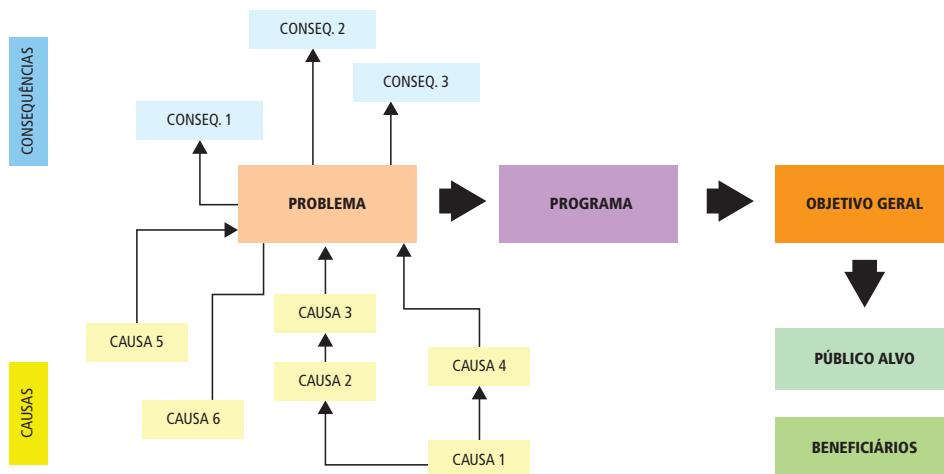 CONSEQUÊNCIAS
CONSEQ. 2
CONSEQ. 3
CONSEQ. 1
PROBLEMA
PROGRAMA
OBJETIVO GERAL
CAUSAS
CAUSA 3
CAUSA 5
CAUSA 4
CAUSA 2
CAUSA 6
CAUSA 1
PÚBLICO ALVO
BENEFICIÁRIOS